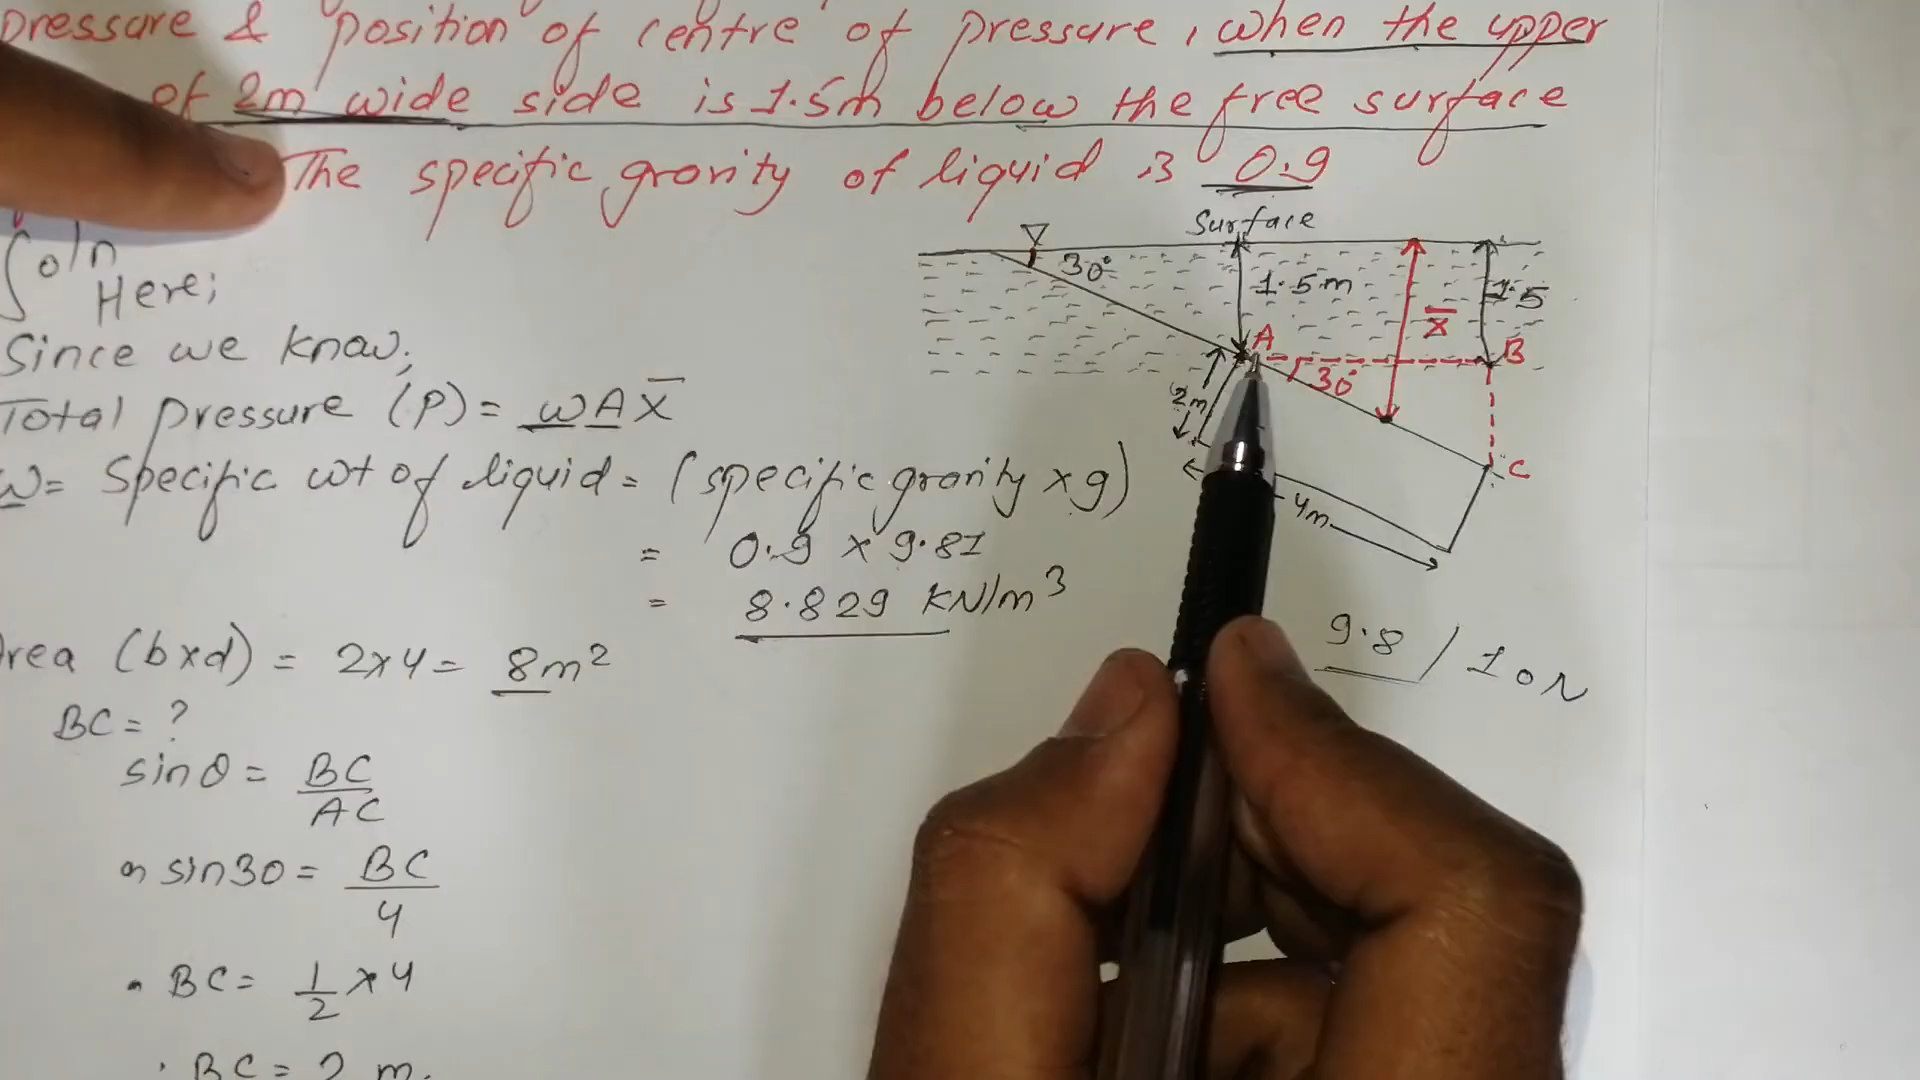 pressure & position of centre of pressure, when the upper
of 2m wide side is 1.5m below the free surface
The specific gravity of liquid is 0.9
Surface
30°
1.5m
1.5
x̄
A
B
30°
2m
C
4m
Soln
Here;
Since we know,
Total pressure (P) = wAx̄
w = Specific wt of liquid = (specific gravity x g)
= 0.9 x 9.81
= 8.829 KN/m³
9.8 / 10N
Area (bxd) = 2x4 = 8m²
BC = ?
sinθ = BC/AC
sin30 = BC/4
BC = 1/2 x 4
BC = 2 m.